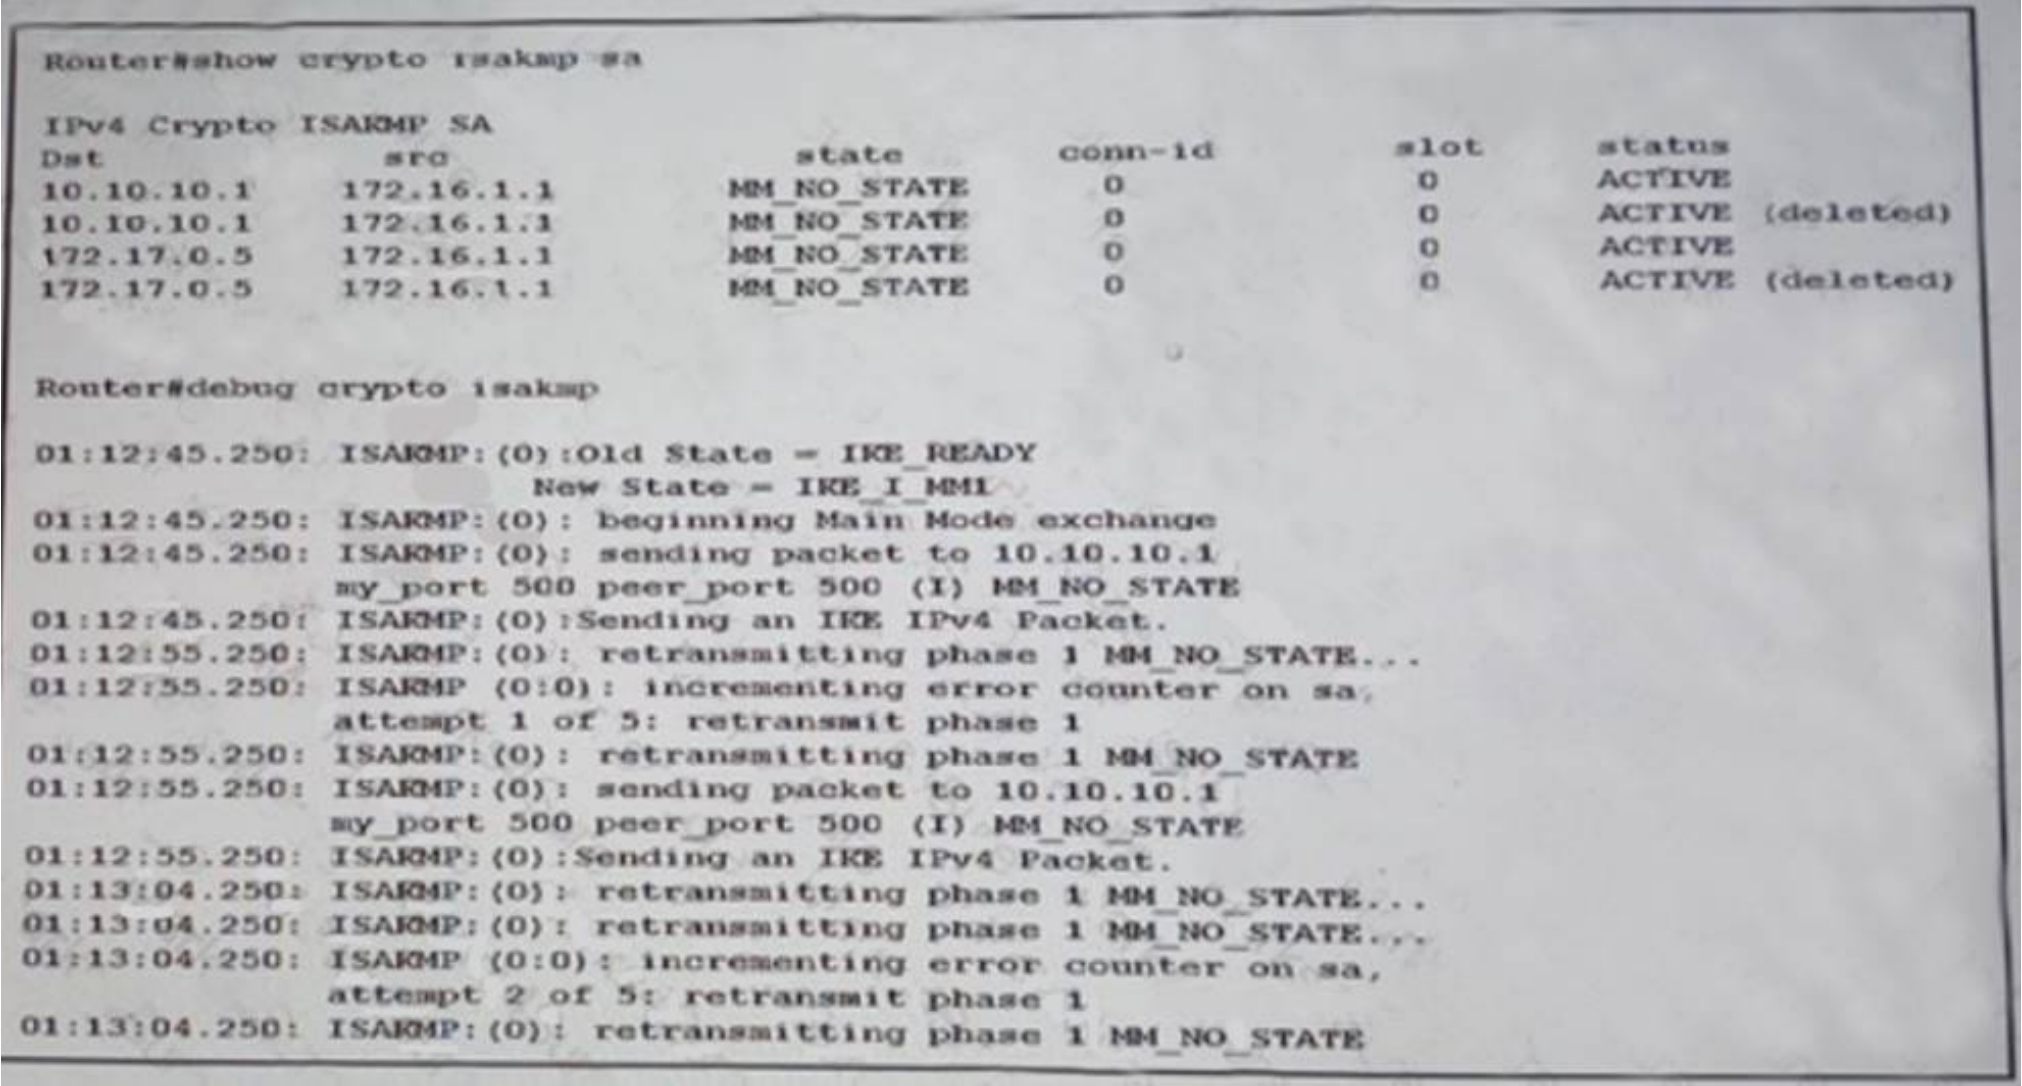 Router#show crypto isakmp sa
IPv4 Crypto ISAKMP SA
Dst src state conn-id slot status
10.10.10.1 172.16.1.1 MM_NO_STATE 0 0 ACTIVE
10.10.10.1 172.16.1.1 MM_NO_STATE 0 0 ACTIVE (deleted)
172.17.0.5 172.16.1.1 MM_NO_STATE 0 0 ACTIVE
172.17.0.5 172.16.1.1 MM_NO_STATE 0 0 ACTIVE (deleted)
Router#debug crypto isakmp
01:12:45.250: ISAKMP:(0):Old State = IKE_READY
New State = IKE_I_MM1
01:12:45.250: ISAKMP:(0): beginning Main Mode exchange
01:12:45.250: ISAKMP:(0): sending packet to 10.10.10.1
my_port 500 peer_port 500 (I) MM_NO_STATE
01:12:45.250: ISAKMP:(0):Sending an IKE IPv4 Packet.
01:12:55.250: ISAKMP:(0): retransmitting phase 1 MM_NO_STATE...
01:12:55.250: ISAKMP (0:0): incrementing error counter on sa,
attempt 1 of 5: retransmit phase 1
01:12:55.250: ISAKMP:(0): retransmitting phase 1 MM_NO_STATE
01:12:55.250: ISAKMP:(0): sending packet to 10.10.10.1
my_port 500 peer_port 500 (I) MM_NO_STATE
01:12:55.250: ISAKMP:(0):Sending an IKE IPv4 Packet.
01:13:04.250: ISAKMP:(0): retransmitting phase 1 MM_NO_STATE...
01:13:04.250: ISAKMP:(0): retransmitting phase 1 MM_NO_STATE...
01:13:04.250: ISAKMP (0:0): incrementing error counter on sa,
attempt 2 of 5: retransmit phase 1
01:13:04.250: ISAKMP:(0): retransmitting phase 1 MM_NO_STATE